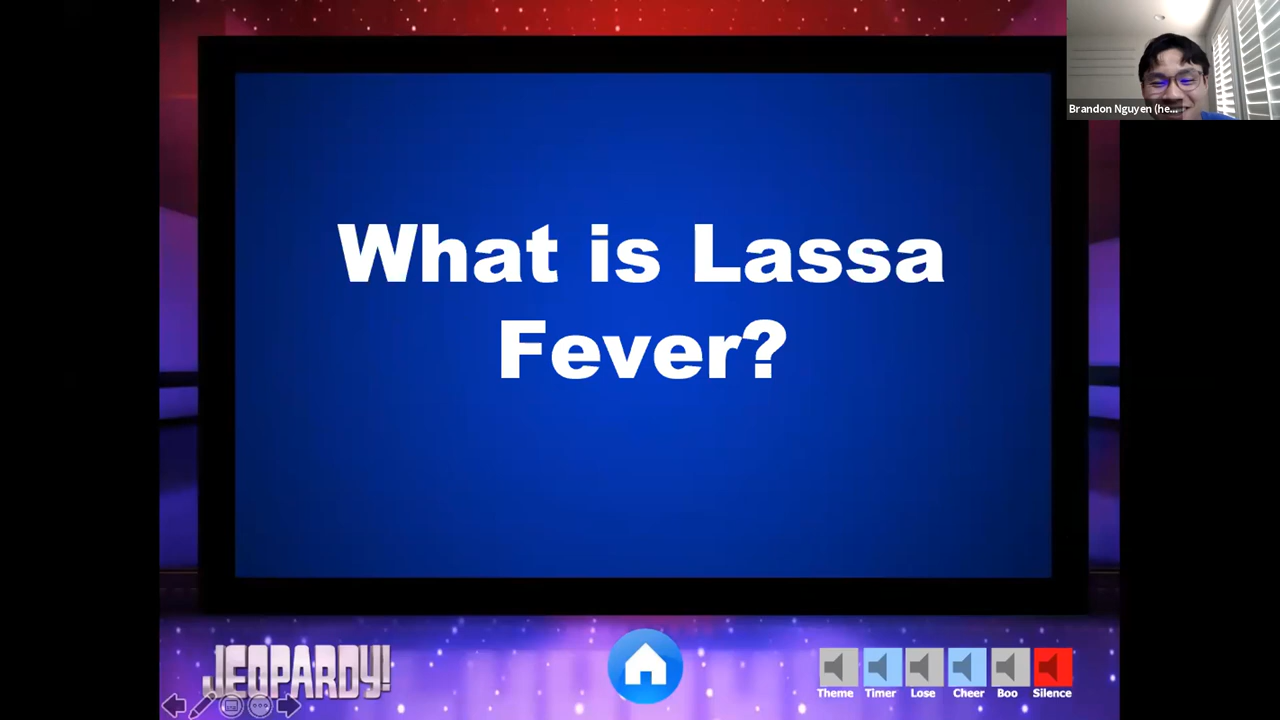 Brandon Nguyen (he...
What is Lassa
Fever?
JEOPARDY!
Theme Timer Lose Cheer Boo Silence